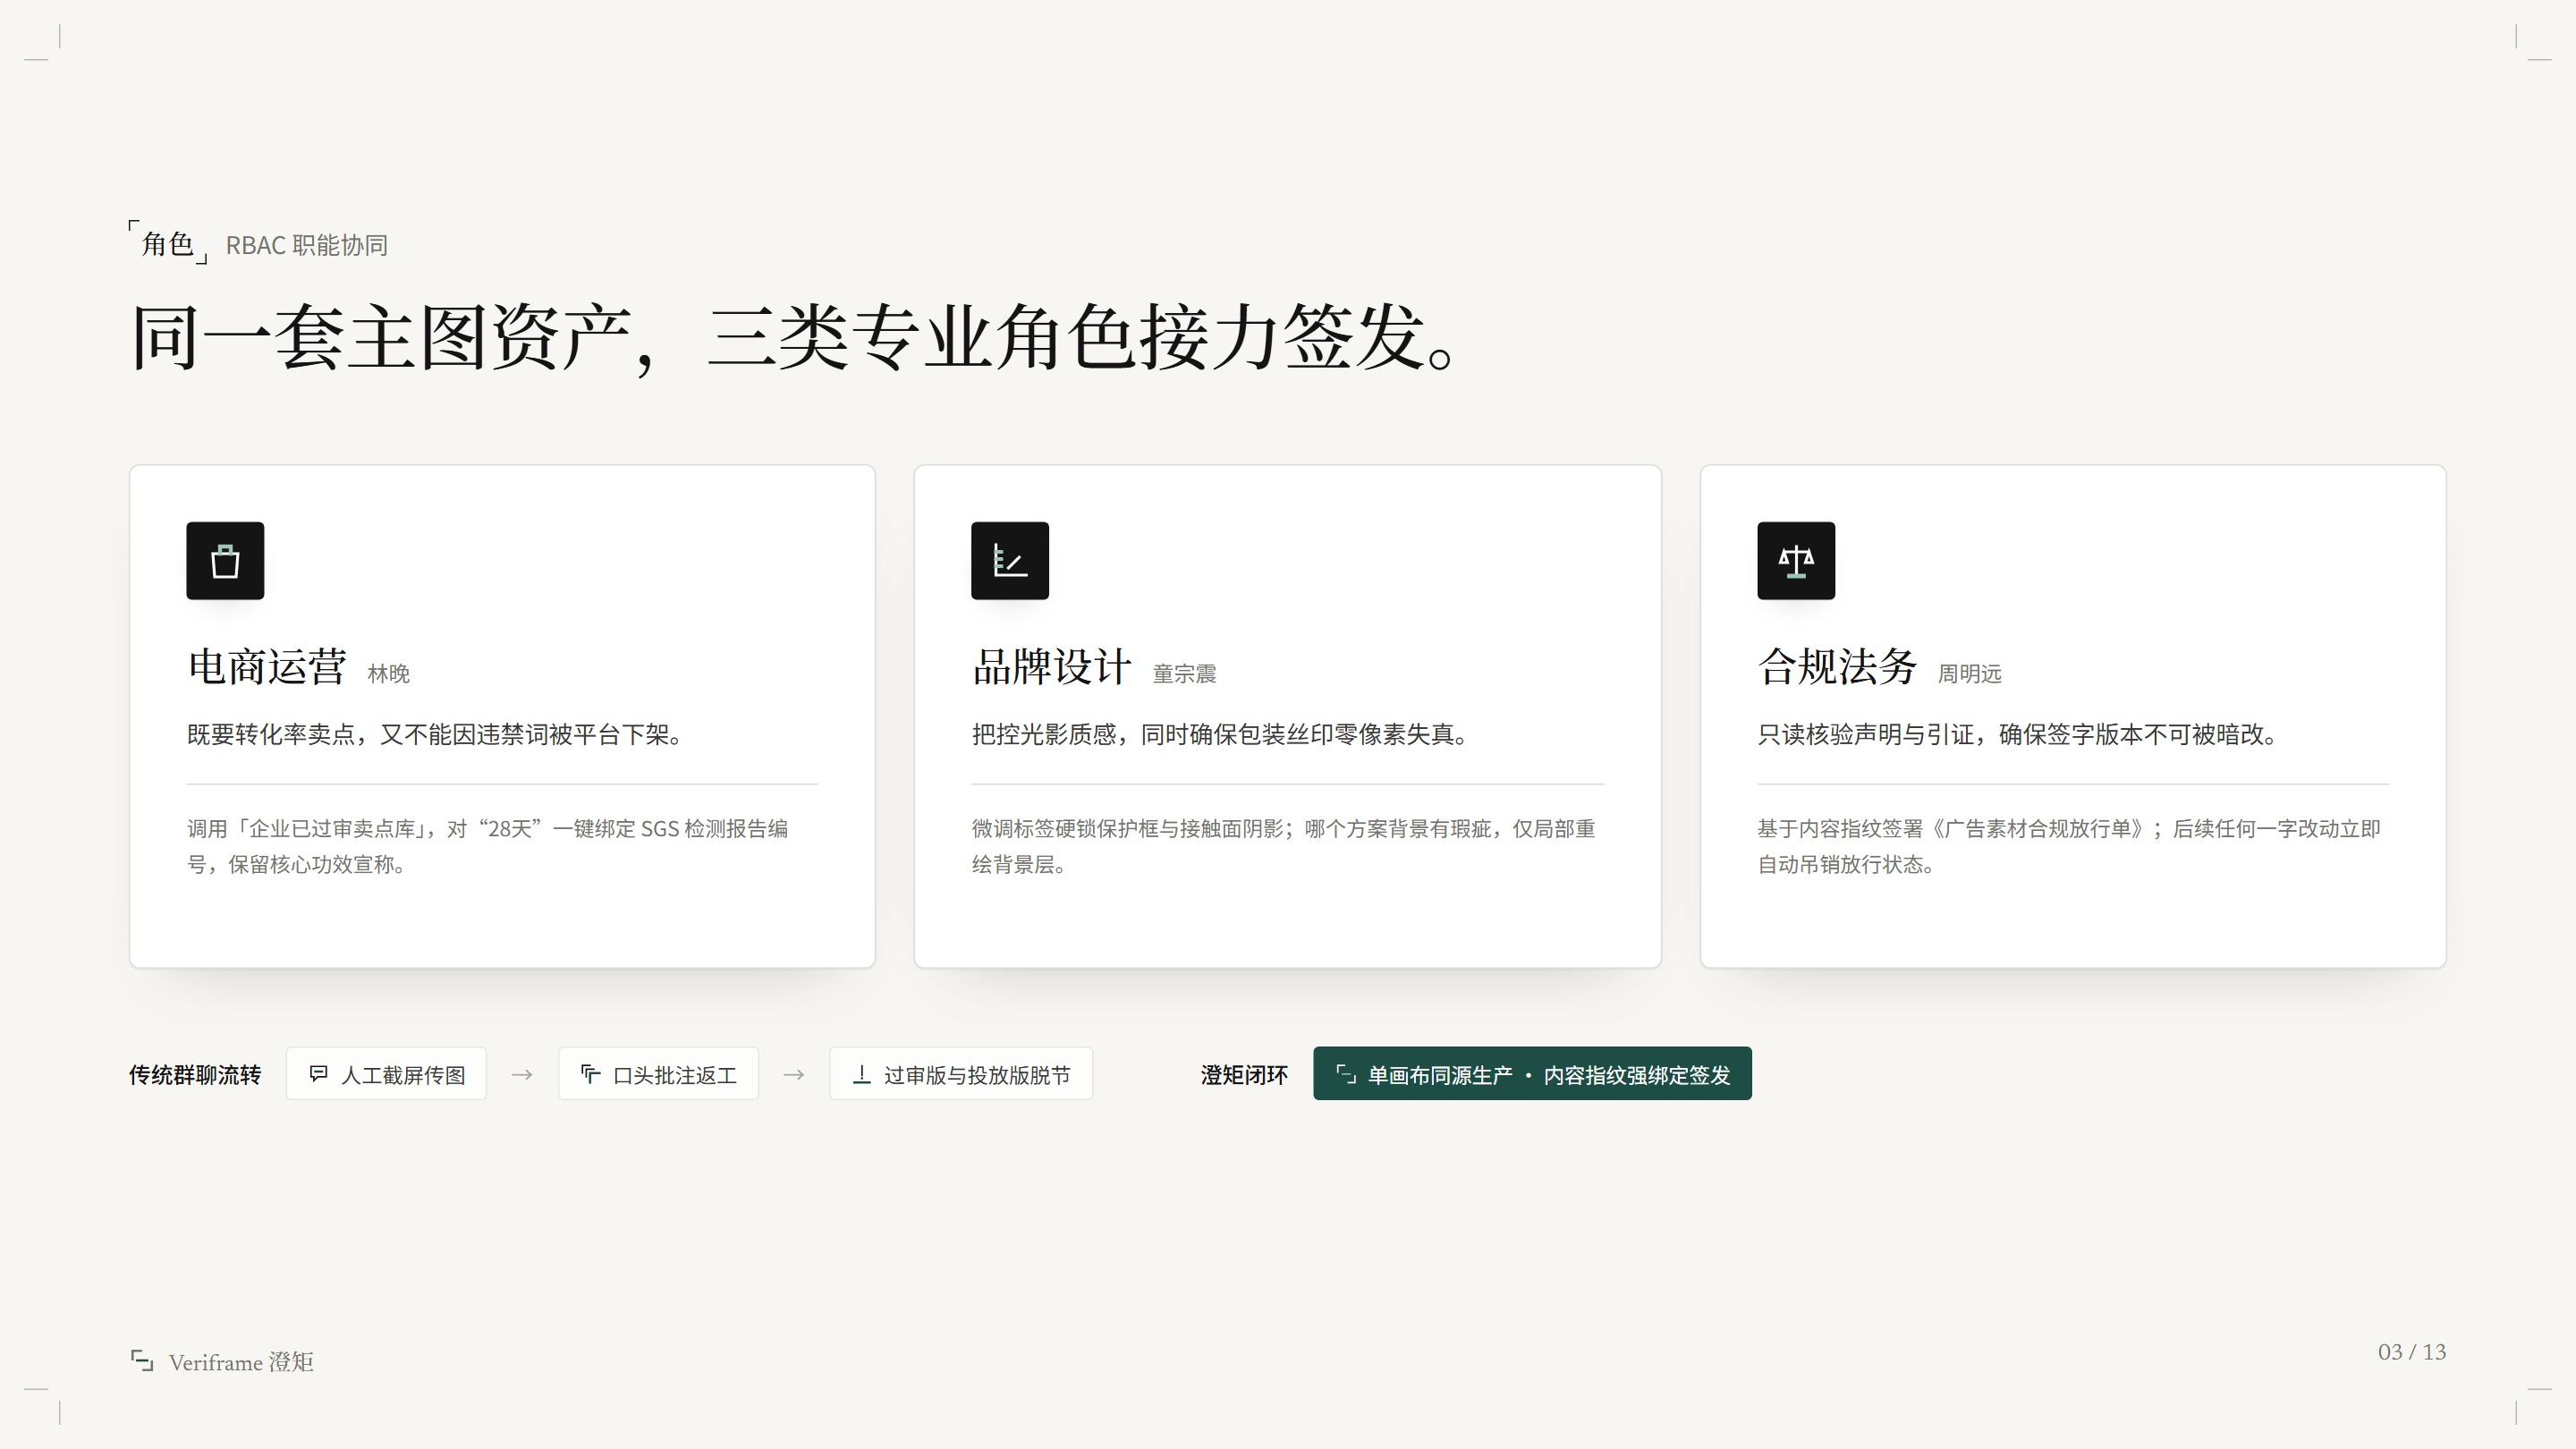 角色 RBAC 职能协同
同一套主图资产，三类专业角色接力签发。
电商运营 林晚
既要转化率卖点，又不能因违禁词被平台下架。
调用「企业已过审卖点库」，对“28天”一键绑定 SGS 检测报告编
号，保留核心功效宣称。
品牌设计 童宗震
把控光影质感，同时确保包装丝印零像素失真。
微调标签硬锁保护框与接触面阴影；哪个方案背景有瑕疵，仅局部重
绘背景层。
合规法务 周明远
只读核验声明与引证，确保签字版本不可被暗改。
基于内容指纹签署《广告素材合规放行单》；后续任何一字改动立即
自动吊销放行状态。
传统群聊流转 人工截屏传图 → 口头批注返工 → 过审版与投放版脱节 澄矩闭环 单画布同源生产 · 内容指纹强绑定签发
Veriframe 澄矩
03 / 13